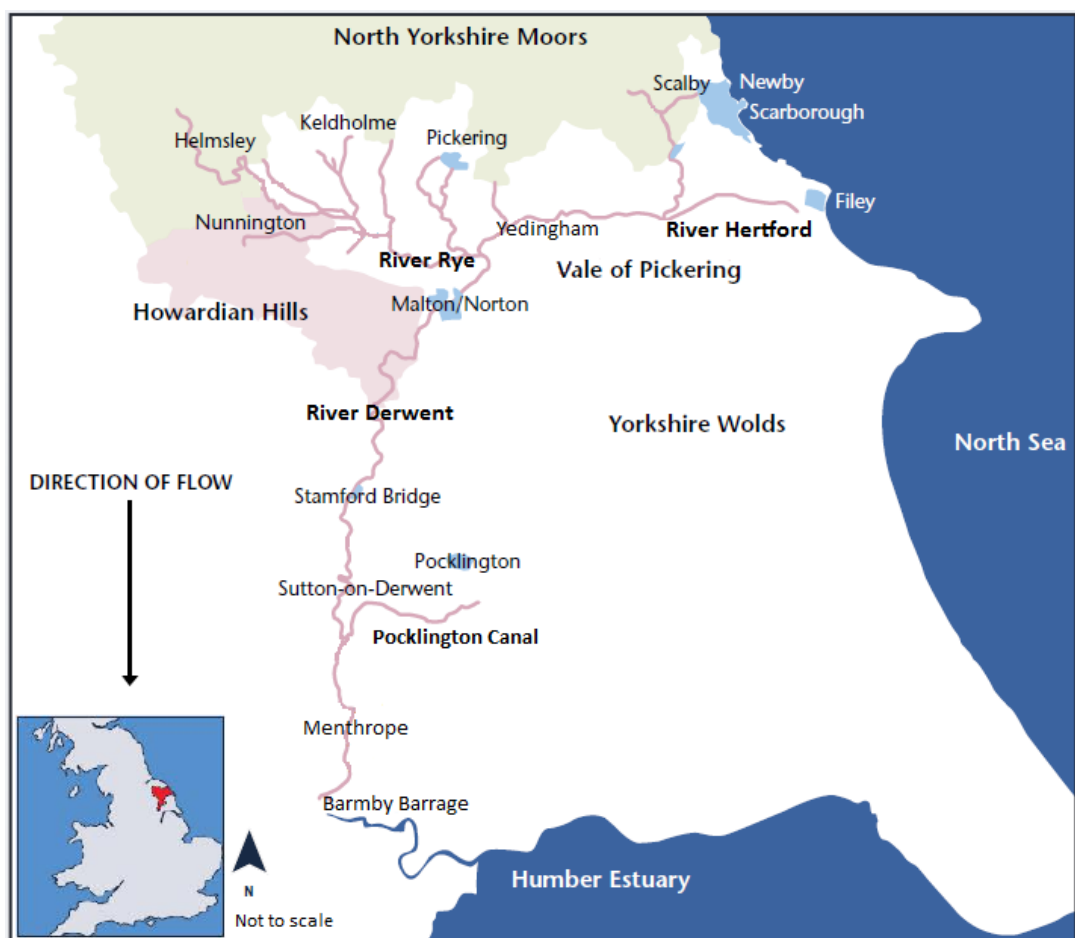 North Yorkshire Moors
Scalby
Newby
Scarborough
Keldholme
Pickering
Helmsley
Filey
Nunnington
Yedingham
River Hertford
River Rye
Vale of Pickering
Malton/Norton
Howardian Hills
River Derwent
Yorkshire Wolds
North Sea
DIRECTION OF FLOW
Stamford Bridge
Pocklington
Sutton-on-Derwent
Pocklington Canal
Menthrope
Barmby Barrage
Humber Estuary
N
Not to scale